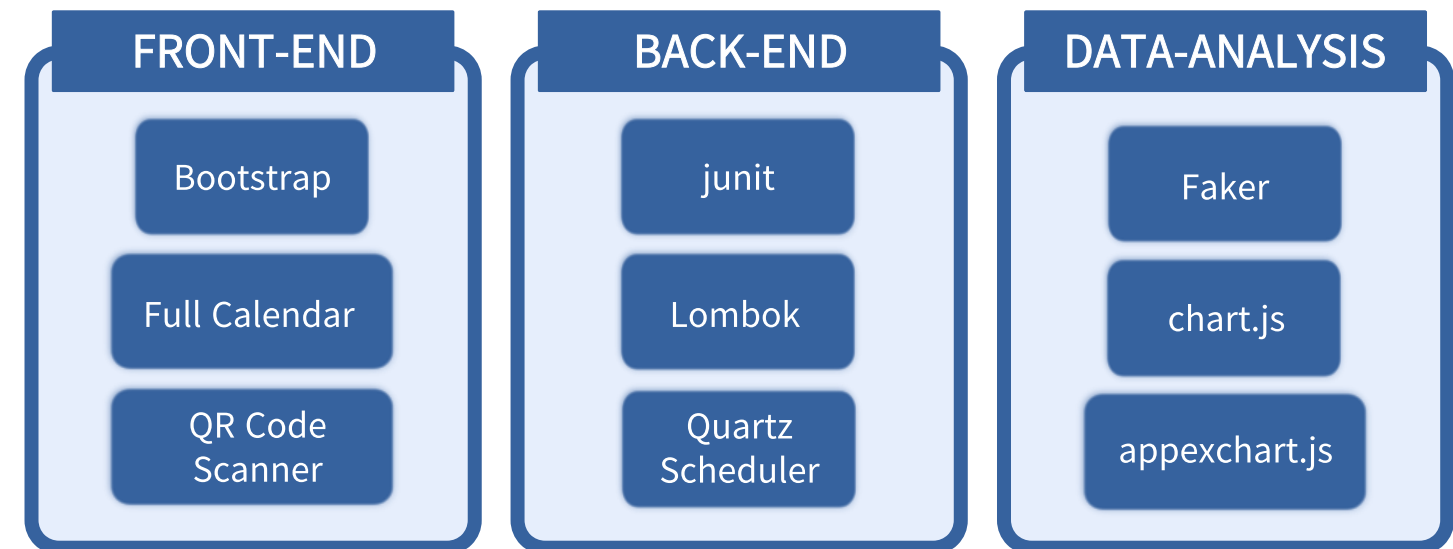 FRONT-END
Bootstrap
Full Calendar
QR Code
Scanner
BACK-END
junit
Lombok
Quartz
Scheduler
DATA-ANALYSIS
Faker
chart.js
appexchart.js